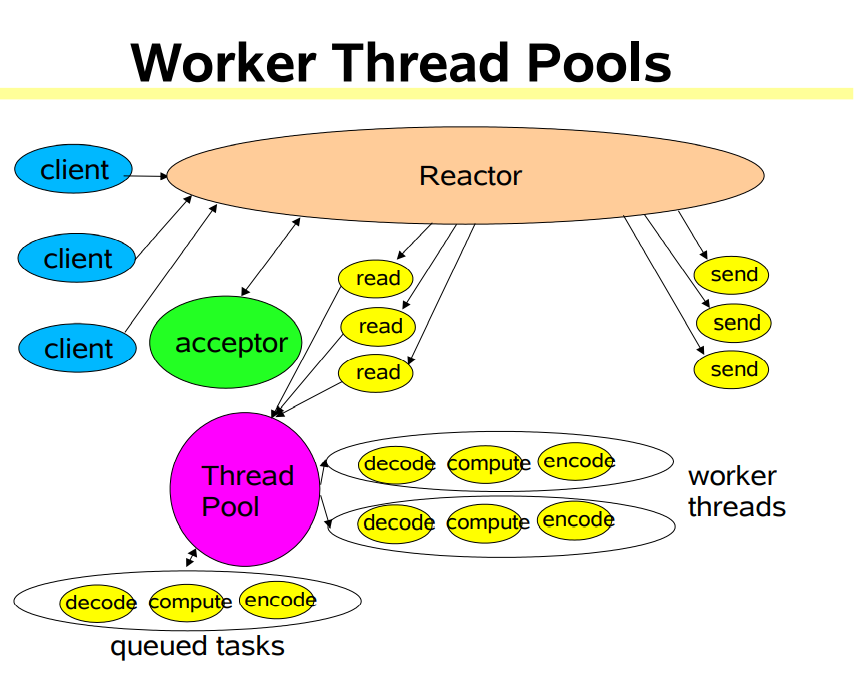 Worker Thread Pools
client
Reactor
client
client
acceptor
read
read
read
send
send
send
Thread
Pool
decode compute encode
decode compute encode
worker
threads
decode compute encode
queued tasks